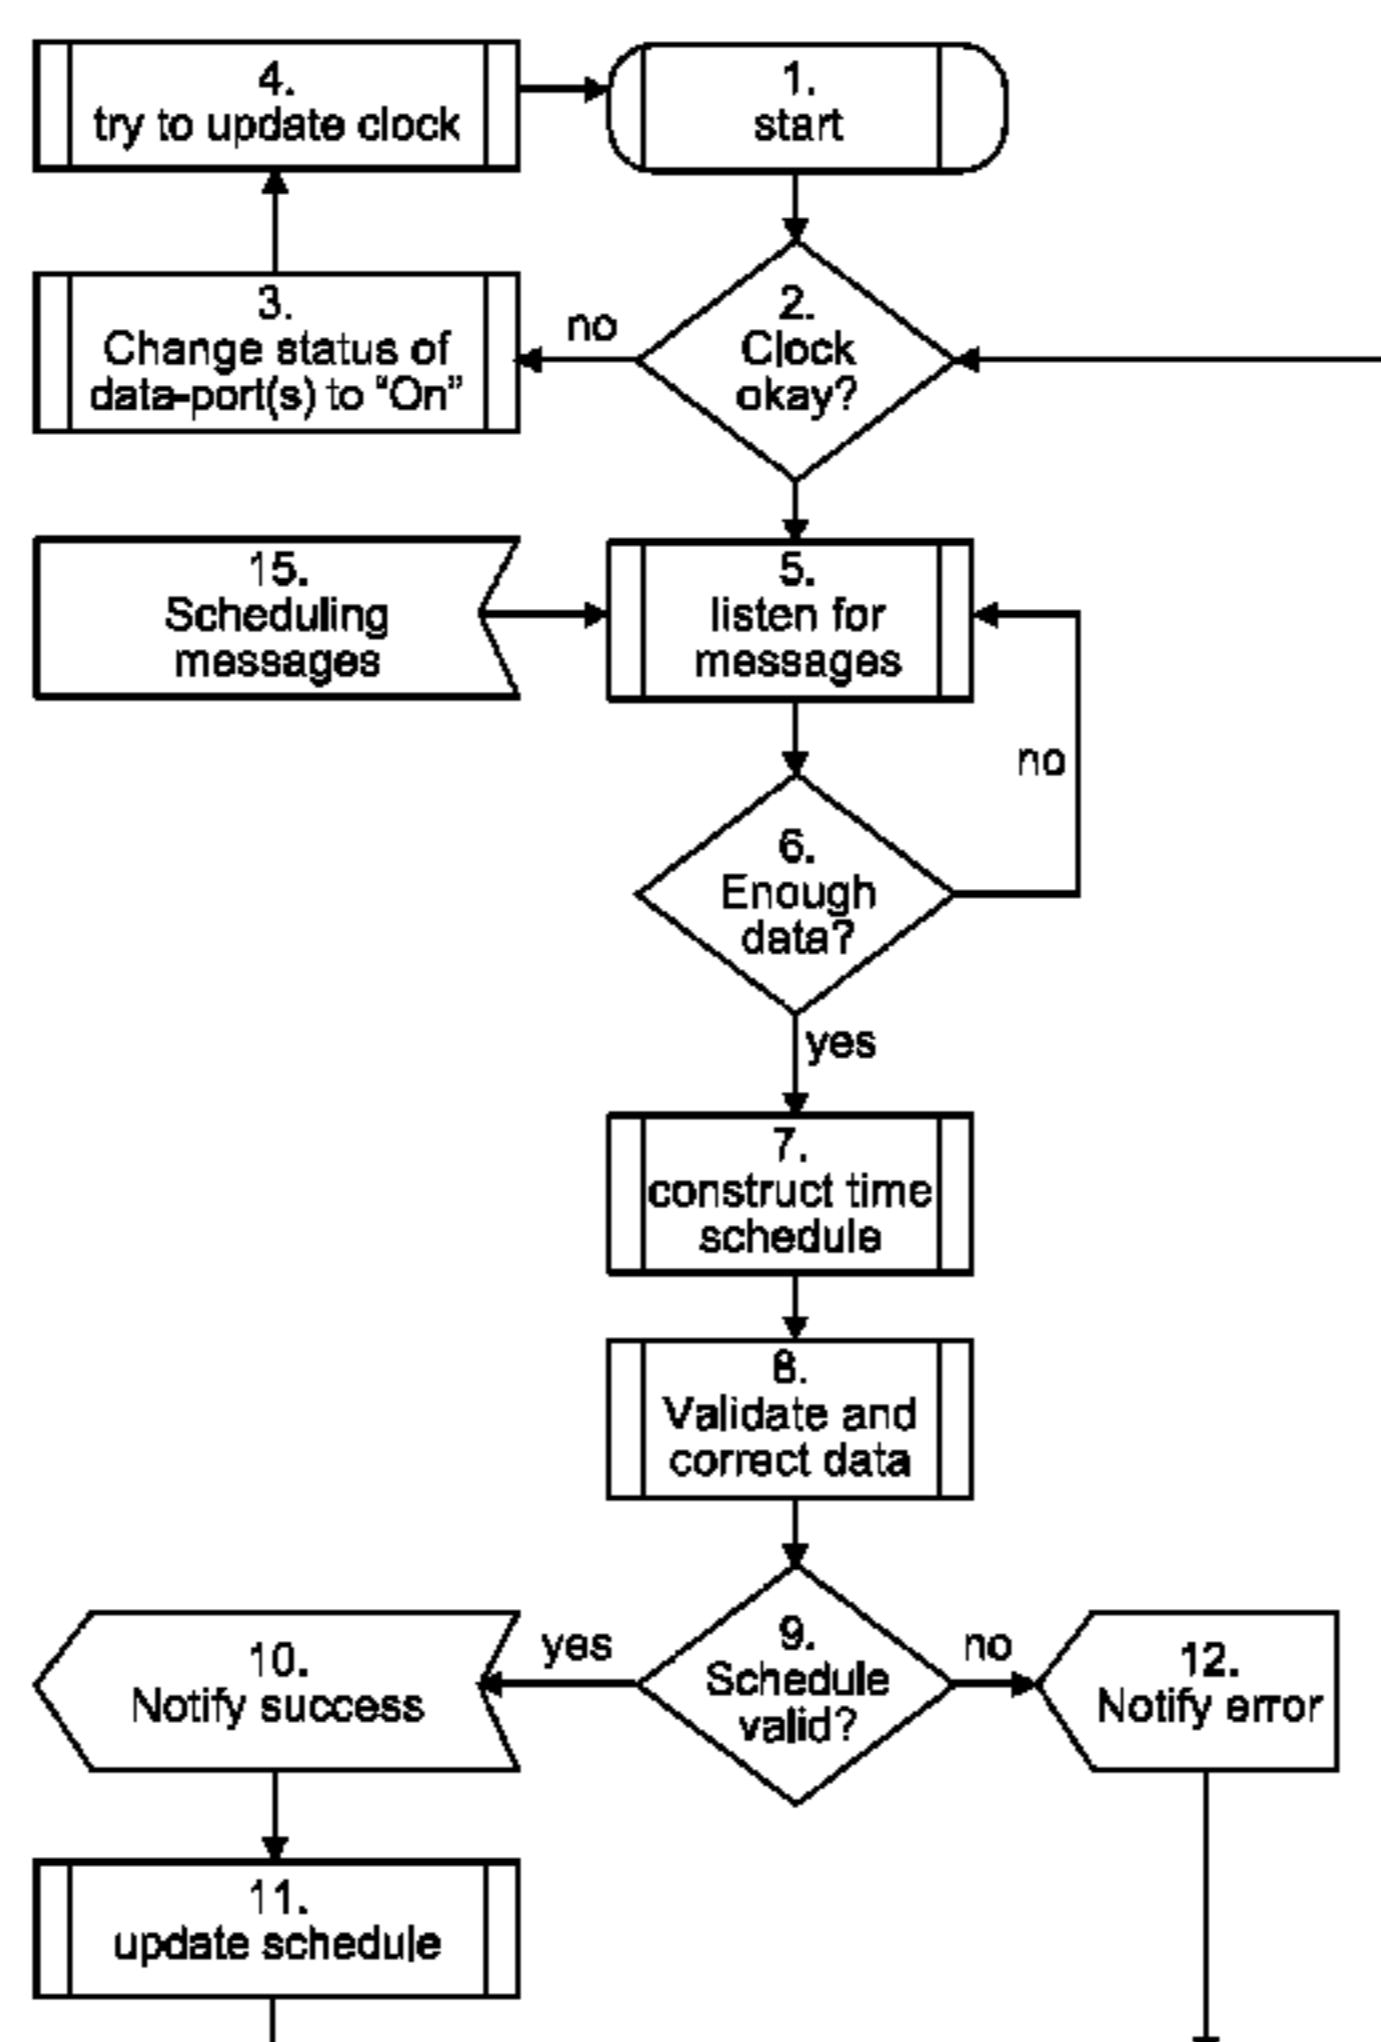 4.
try to update clock
1.
start
3.
Change status of
data-port(s) to “On”
no
2.
Clock
okay?
15.
Scheduling
messages
5.
listen for
messages
no
6.
Enough
data?
yes
7.
construct time
schedule
8.
Validate and
correct data
10.
Notify success
yes
9.
Schedule
valid?
no
12.
Notify error
11.
update schedule